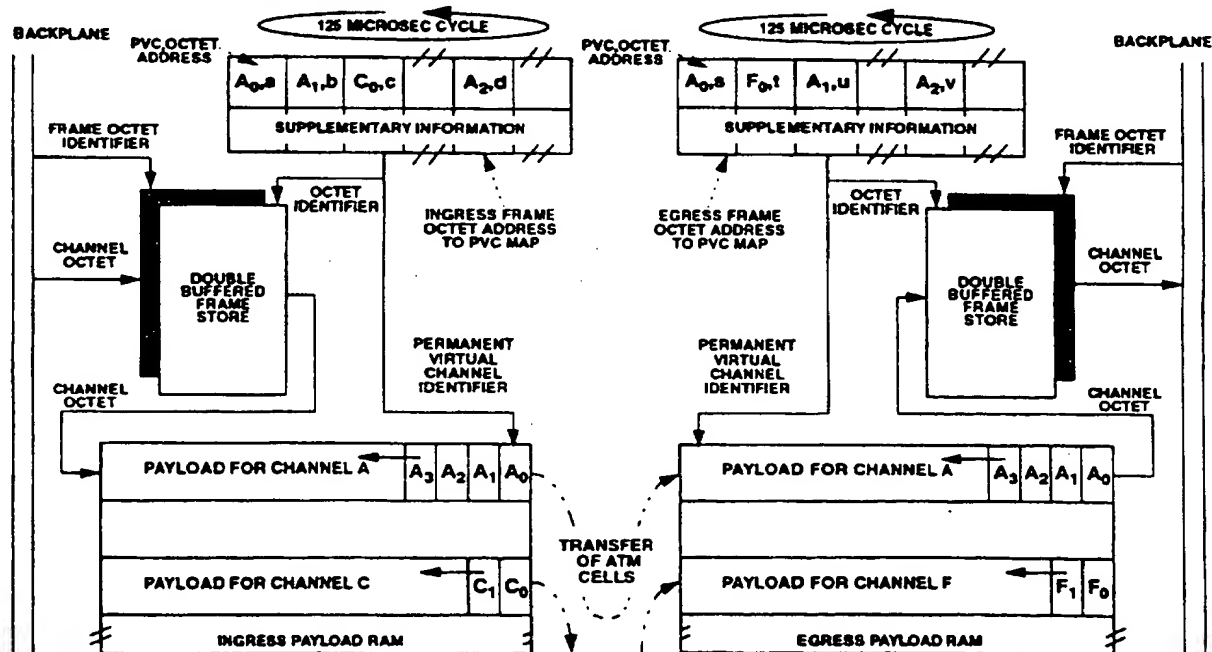 125 MICROSEC CYCLE
125 MICROSEC CYCLE
BACKPLANE
BACKPLANE
PVC,OCTET
ADDRESS
PVC,OCTET
ADDRESS
A0,a A1,b C0,c A2,d
A0,s F0,t A1,u A2,v
SUPPLEMENTARY INFORMATION
SUPPLEMENTARY INFORMATION
FRAME OCTET
IDENTIFIER
FRAME OCTET
IDENTIFIER
OCTET
IDENTIFIER
OCTET
IDENTIFIER
INGRESS FRAME
OCTET ADDRESS
TO PVC MAP
EGRESS FRAME
OCTET ADDRESS
TO PVC MAP
CHANNEL
OCTET
CHANNEL
OCTET
DOUBLE
BUFFERED
FRAME
STORE
DOUBLE
BUFFERED
FRAME
STORE
PERMANENT
VIRTUAL
CHANNEL
IDENTIFIER
PERMANENT
VIRTUAL
CHANNEL
IDENTIFIER
CHANNEL
OCTET
CHANNEL
OCTET
PAYLOAD FOR CHANNEL A A3 A2 A1 A0
PAYLOAD FOR CHANNEL A A3 A2 A1 A0
TRANSFER
OF ATM
CELLS
PAYLOAD FOR CHANNEL C C1 C0
PAYLOAD FOR CHANNEL F F1 F0
INGRESS PAYLOAD RAM
EGRESS PAYLOAD RAM